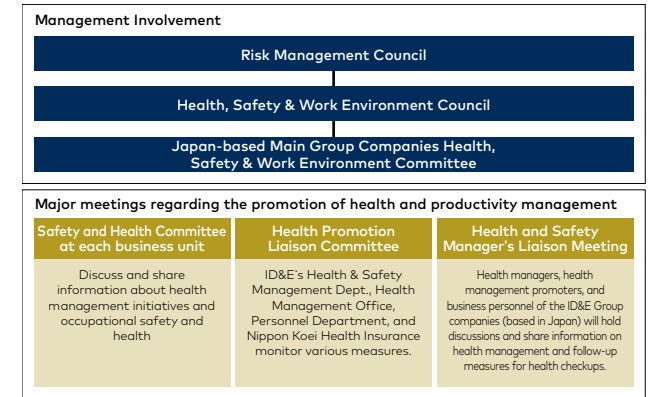 Management Involvement
Risk Management Council
Health, Safety & Work Environment Council
Japan-based Main Group Companies Health,
Safety & Work Environment Committee
Major meetings regarding the promotion of health and productivity management
Safety and Health Committee
at each business unit
Discuss and share
information about health
management initiatives and
occupational safety and
health
Health Promotion
Liaison Committee
ID&E's Health & Safety
Management Dept., Health
Management Office,
Personnel Department, and
Nippon Koei Health Insurance
monitor various measures.
Health and Safety
Manager's Liaison Meeting
Health managers, health
management promoters, and
business personnel of the ID&E Group
companies (based in Japan) will hold
discussions and share information on
health management and follow-up
measures for health checkups.